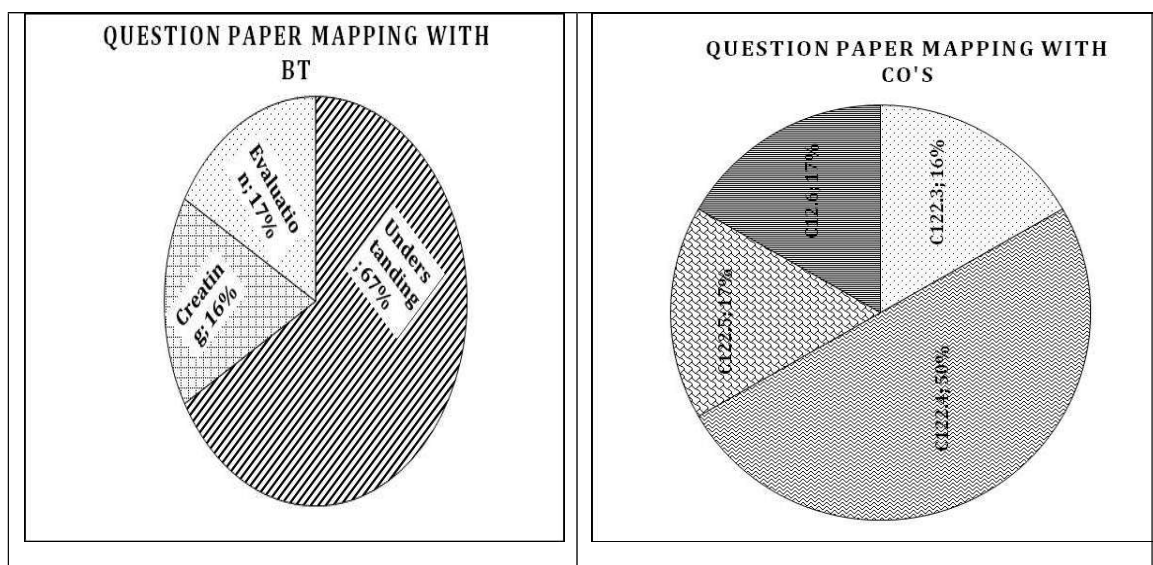 QUESTION PAPER MAPPING WITH
BT
Evaluatio
n; 17%
Unders
tanding
; 67%
Creatin
g; 16%
QUESTION PAPER MAPPING WITH
CO'S
C12.6; 17%
C122.3; 16%
C122.5; 17%
C122.4; 50%